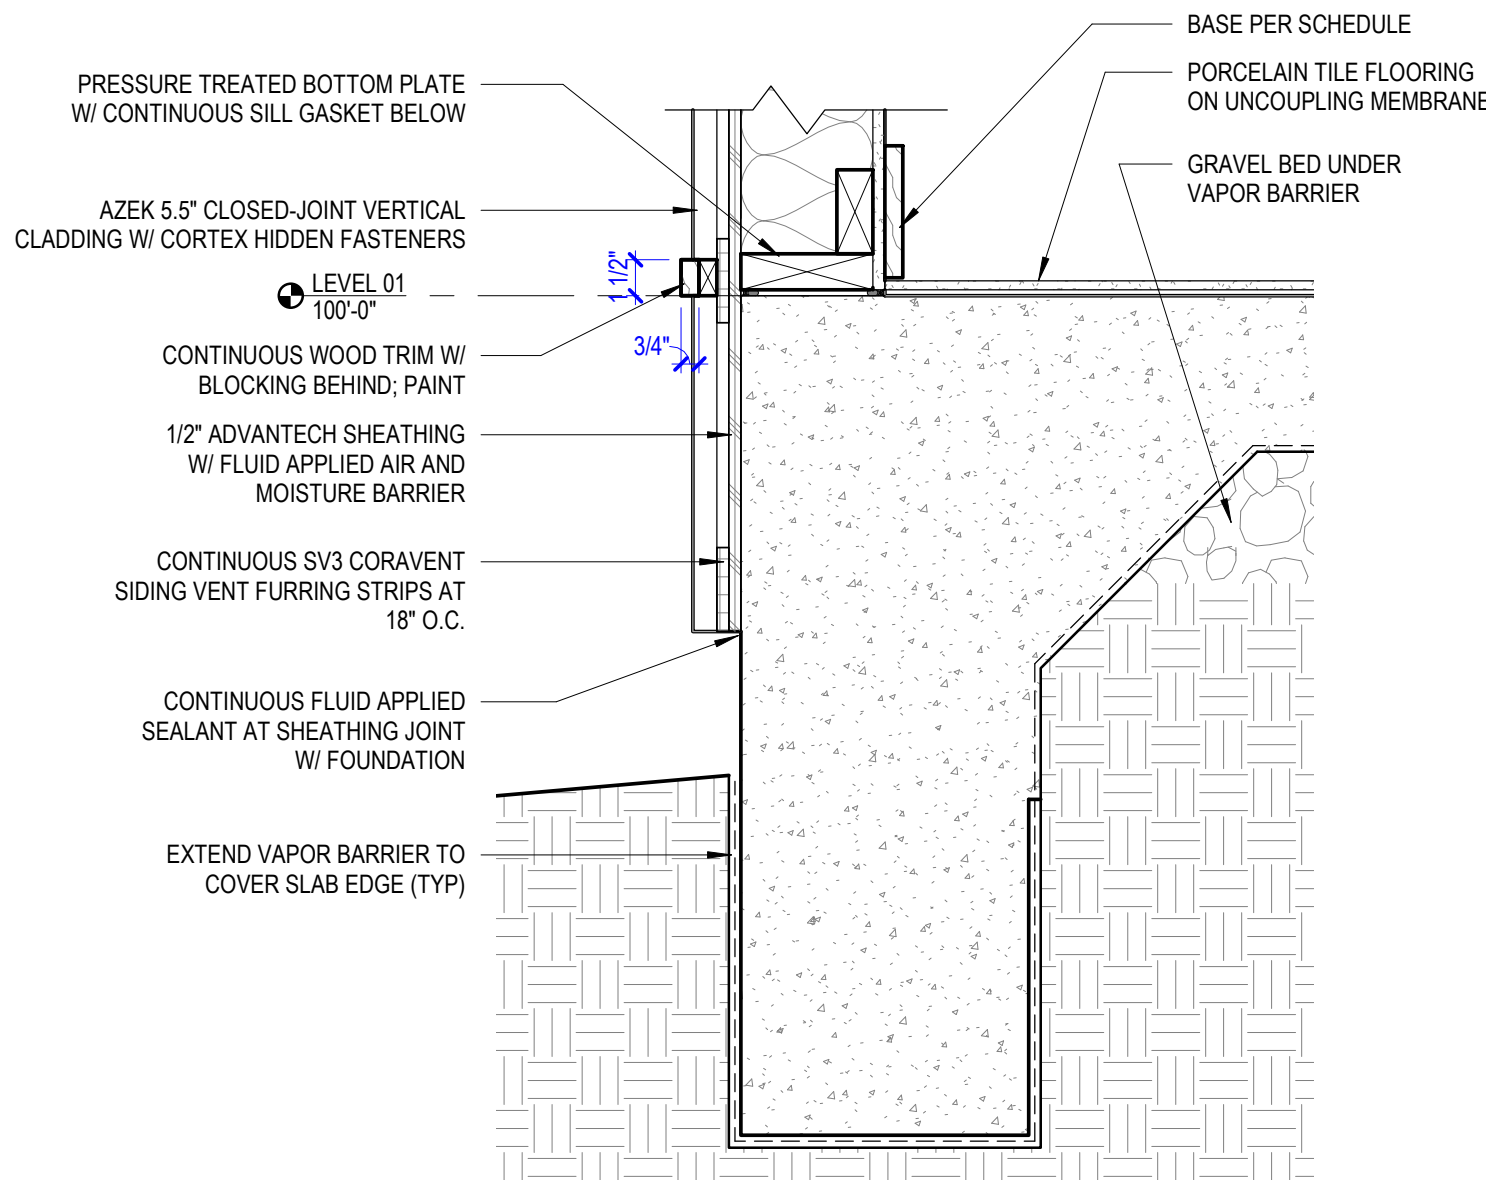 BASE PER SCHEDULE
PORCELAIN TILE FLOORING
ON UNCOUPLING MEMBRANE
GRAVEL BED UNDER
VAPOR BARRIER
PRESSURE TREATED BOTTOM PLATE
W/ CONTINUOUS SILL GASKET BELOW
AZEK 5.5" CLOSED-JOINT VERTICAL
CLADDING W/ CORTEX HIDDEN FASTENERS
LEVEL 01
100'-0"
1 1/2"
3/4"
CONTINUOUS WOOD TRIM W/
BLOCKING BEHIND; PAINT
1/2" ADVANTECH SHEATHING
W/ FLUID APPLIED AIR AND
MOISTURE BARRIER
CONTINUOUS SV3 CORAVENT
SIDING VENT FURRING STRIPS AT
18" O.C.
CONTINUOUS FLUID APPLIED
SEALANT AT SHEATHING JOINT
W/ FOUNDATION
EXTEND VAPOR BARRIER TO
COVER SLAB EDGE (TYP)